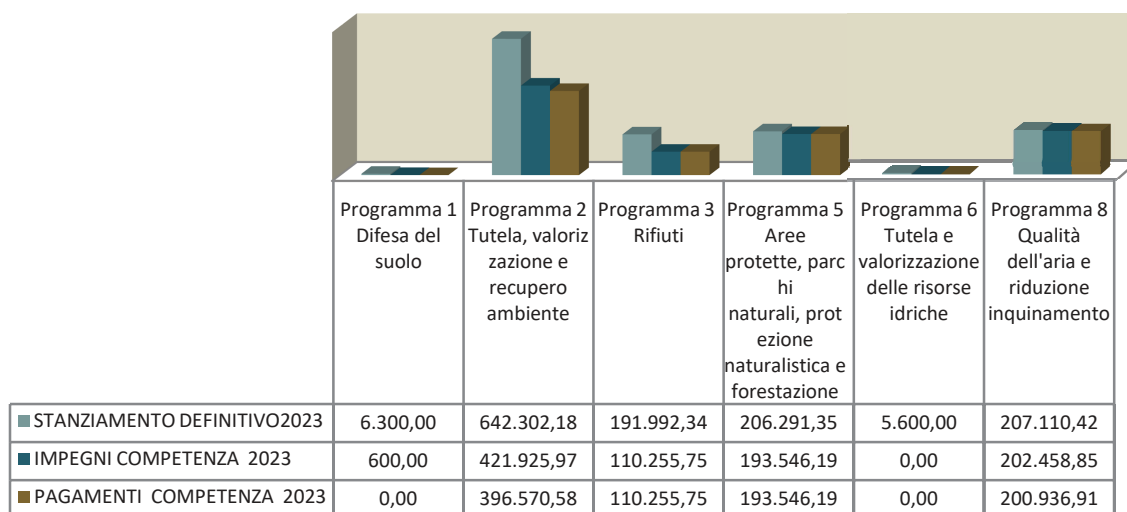 Programma 1
Difesa del
suolo
Programma 2
Tutela, valoriz
zazione e
recupero
ambiente
Programma 3
Rifiuti
Programma 5
Aree
protette, parc
hi
naturali, prot
ezione
naturalistica e
forestazione
Programma 6
Tutela e
valorizzazione
delle risorse
idriche
Programma 8
Qualità
dell'aria e
riduzione
inquinamento
STANZIAMENTO DEFINITIVO2023 6.300,00 642.302,18 191.992,34 206.291,35 5.600,00 207.110,42
IMPEGNI COMPETENZA 2023 600,00 421.925,97 110.255,75 193.546,19 0,00 202.458,85
PAGAMENTI COMPETENZA 2023 0,00 396.570,58 110.255,75 193.546,19 0,00 200.936,91